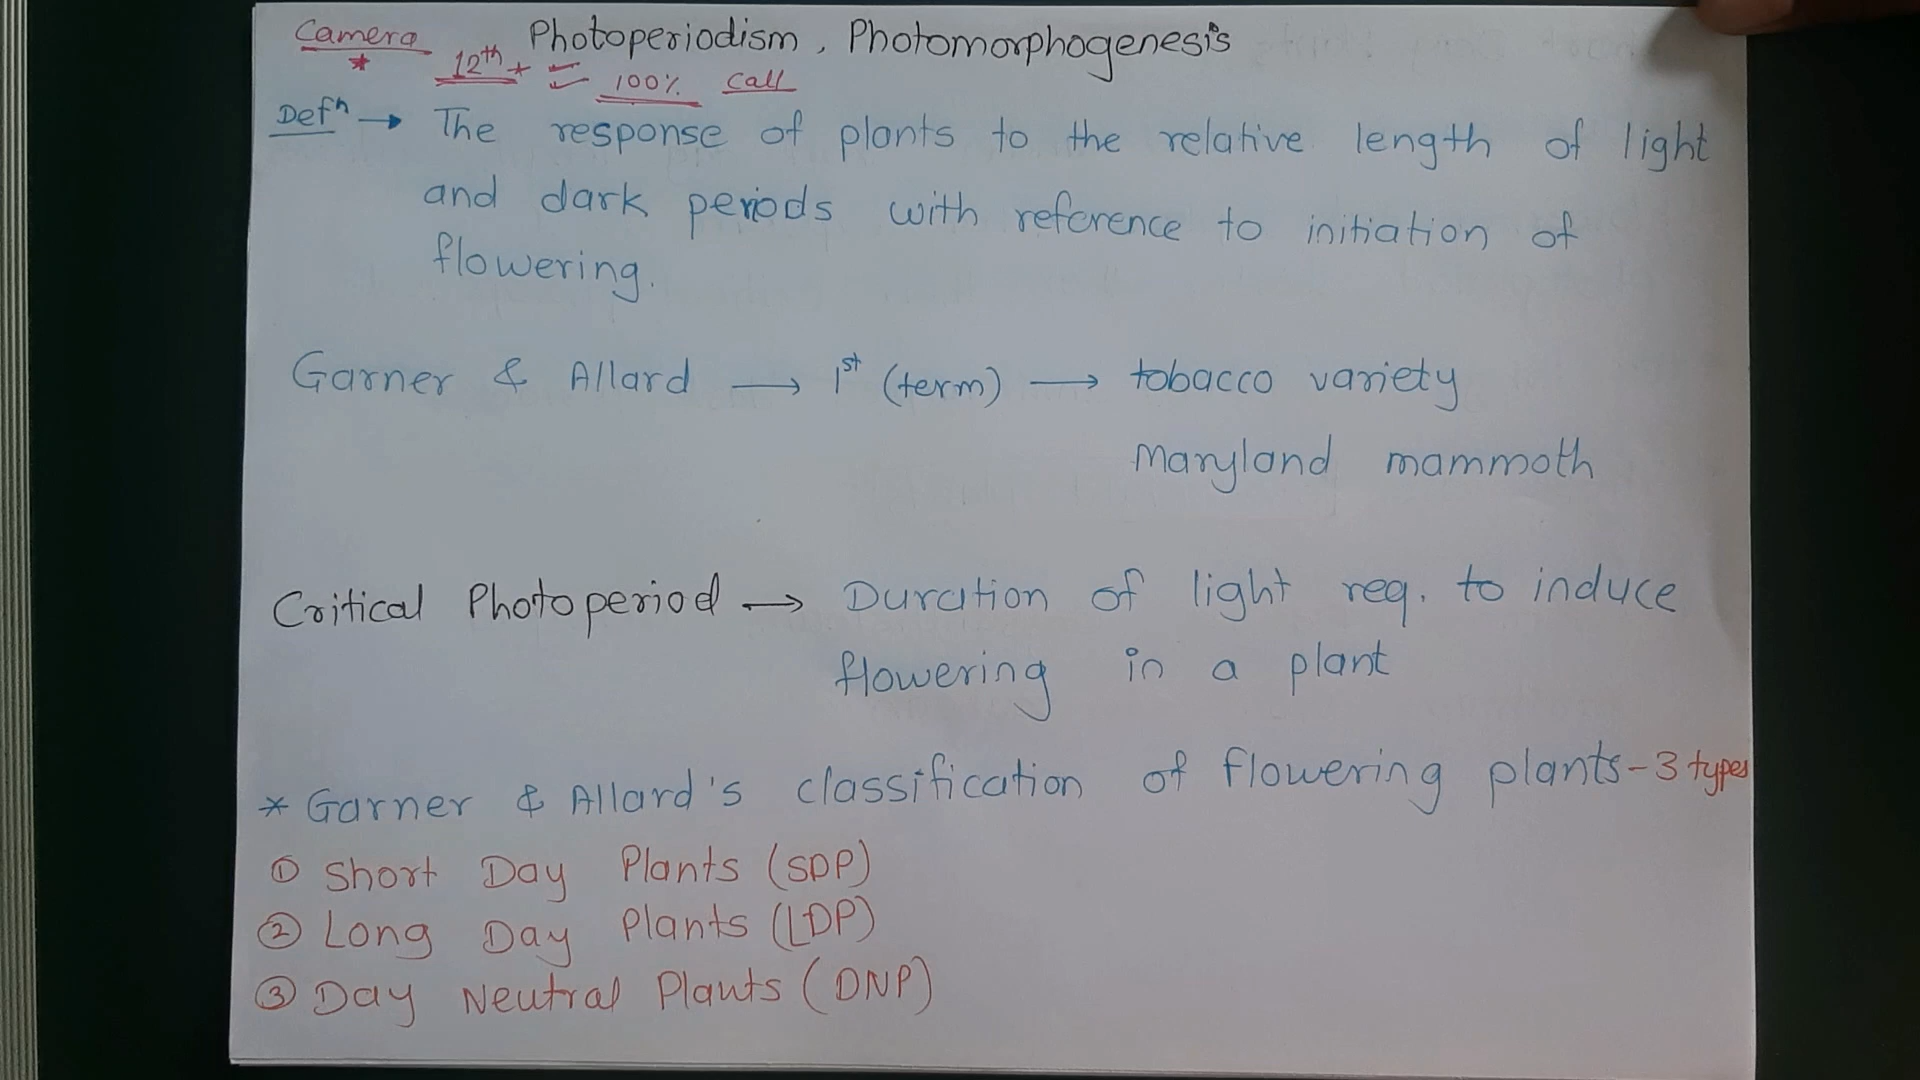 Camera Photoperiodism, Photomorphogenesis
* 12th * = 100% Call
Defn → The response of plants to the relative length of light
and dark periods with reference to initiation of
flowering.
Garner & Allard → 1st (term) → tobacco variety
Maryland mammoth
Critical Photoperiod → Duration of light req. to induce
flowering in a plant
* Garner & Allard's classification of flowering plants - 3 types
① Short Day Plants (SDP)
② Long Day Plants (LDP)
③ Day Neutral Plants (DNP)